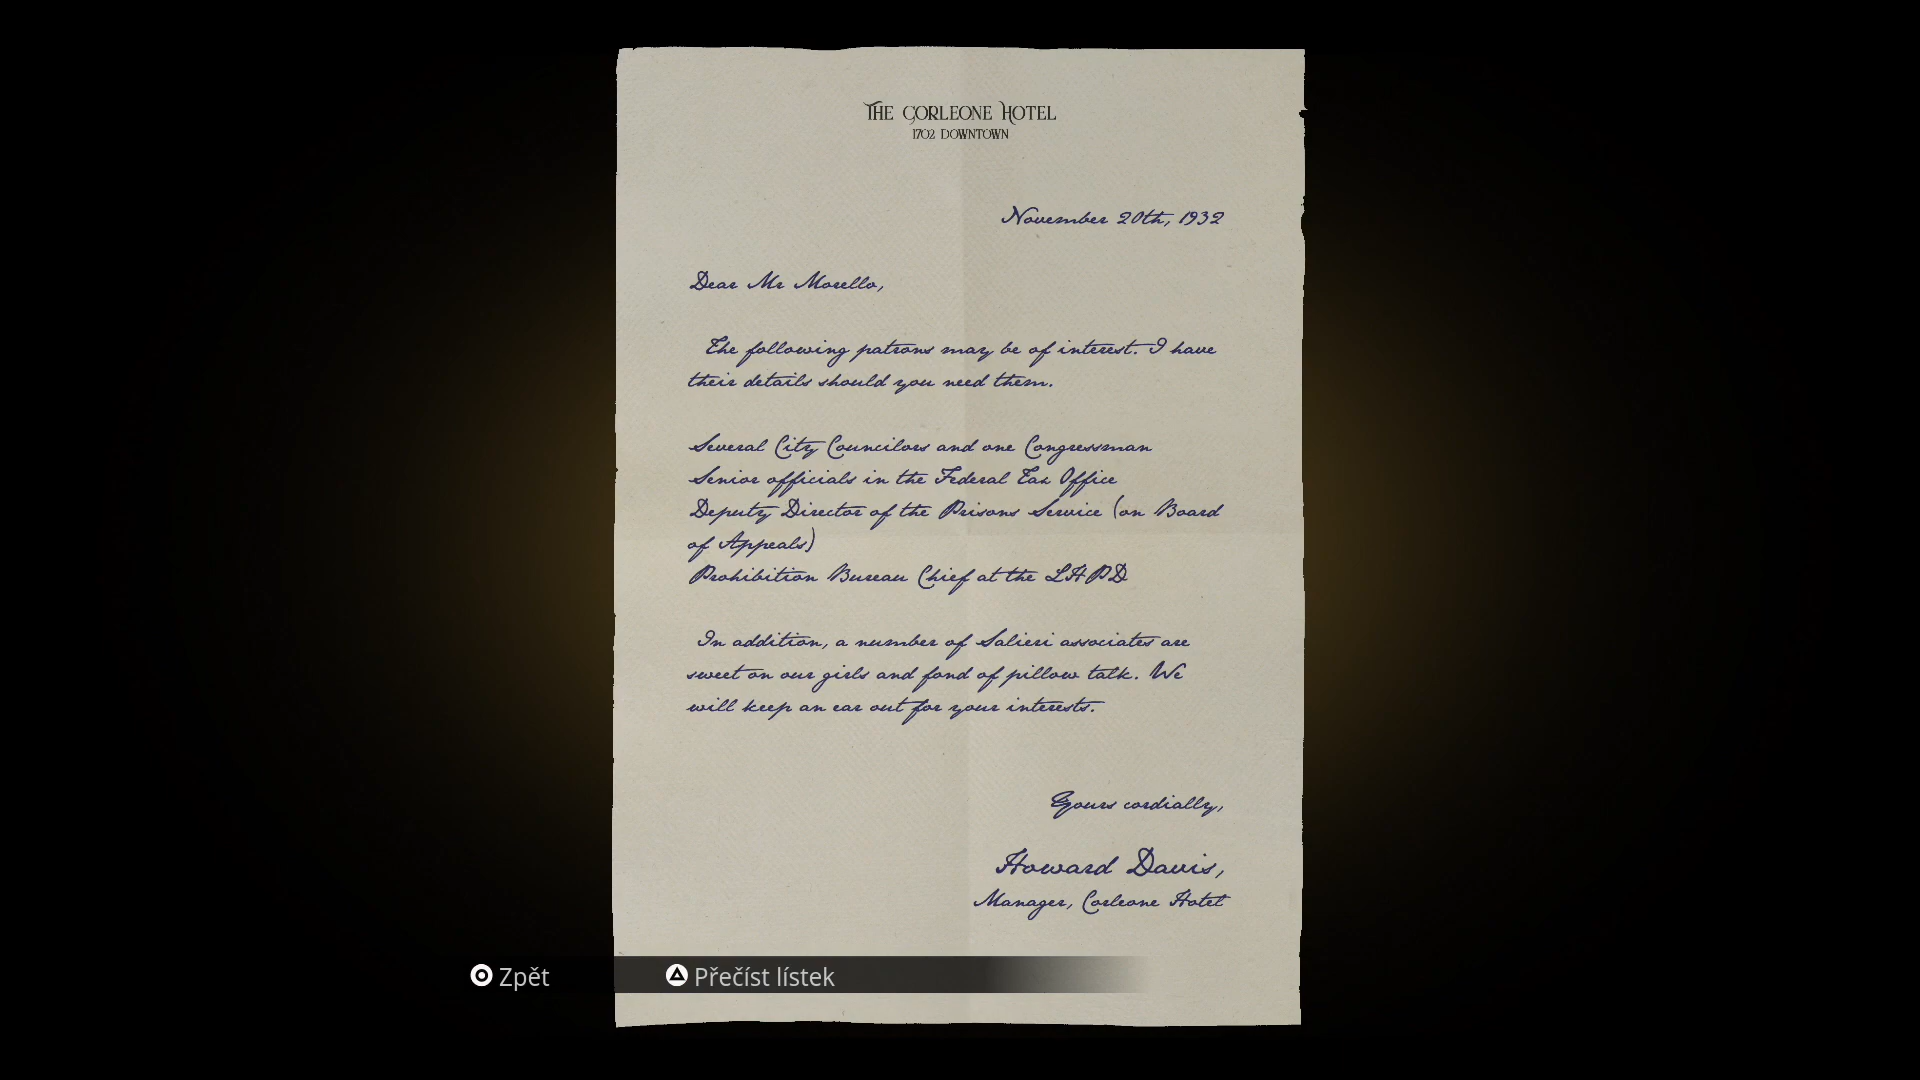 THE CORLEONE HOTEL
1702 DOWNTOWN
November 20th, 1932
Dear Mr Morello,
The following patrons may be of interest. I have
their details should you need them.
Several City Councilors and one Congressman
Senior officials in the Federal Tax Office
Deputy Director of the Prisons Service (on Board
of Appeals)
Prohibition Bureau Chief at the LHPD
In addition, a number of Salieri associates are
sweet on our girls and fond of pillow talk. We
will keep an ear out for your interests.
Yours cordially,
Howard Davis,
Manager, Corleone Hotel
Zpět
Přečíst lístek